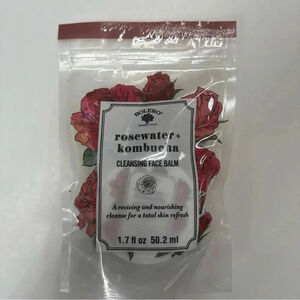 BOLERO
rosewater +
kombucha
CLEANSING FACE BALM
A reviving and nourishing
cleanse for a total skin refresh
1.7 fl oz 50.2 ml